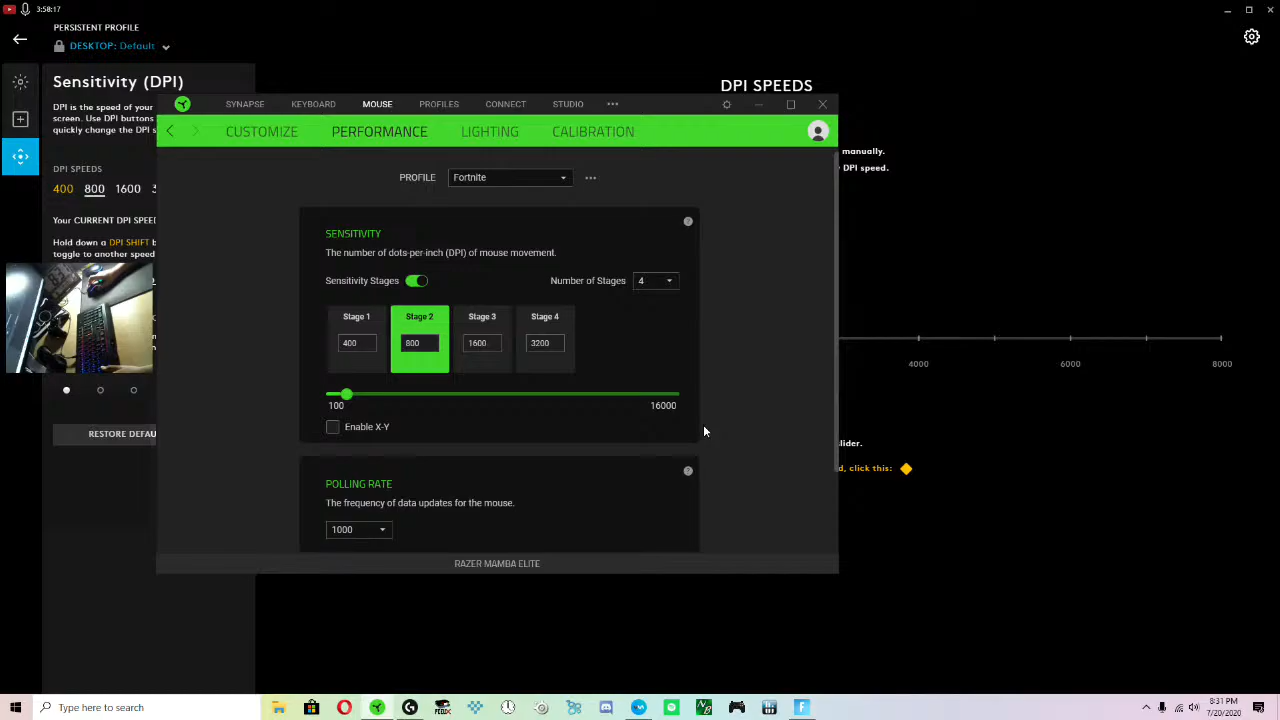 3:58:17
PERSISTENT PROFILE
DESKTOP: Default
Sensitivity (DPI)
DPI is the speed of your
screen. Use DPI buttons
quickly change the DPI s
DPI SPEEDS
400 800 1600 3
Your CURRENT DPI SPEED
Hold down a DPI SHIFT b
toggle to another speed
RESTORE DEFAU
DPI SPEEDS
manually.
DPI speed.
4000 6000 8000
lider.
d, click this:
SYNAPSE KEYBOARD MOUSE PROFILES CONNECT STUDIO
CUSTOMIZE PERFORMANCE LIGHTING CALIBRATION
PROFILE Fortnite
SENSITIVITY
The number of dots-per-inch (DPI) of mouse movement.
Sensitivity Stages Number of Stages 4
Stage 1 Stage 2 Stage 3 Stage 4
400 800 1600 3200
100 16000
Enable X-Y
POLLING RATE
The frequency of data updates for the mouse.
1000
RAZER MAMBA ELITE
Type here to search
8:31 PM
7/20/2020